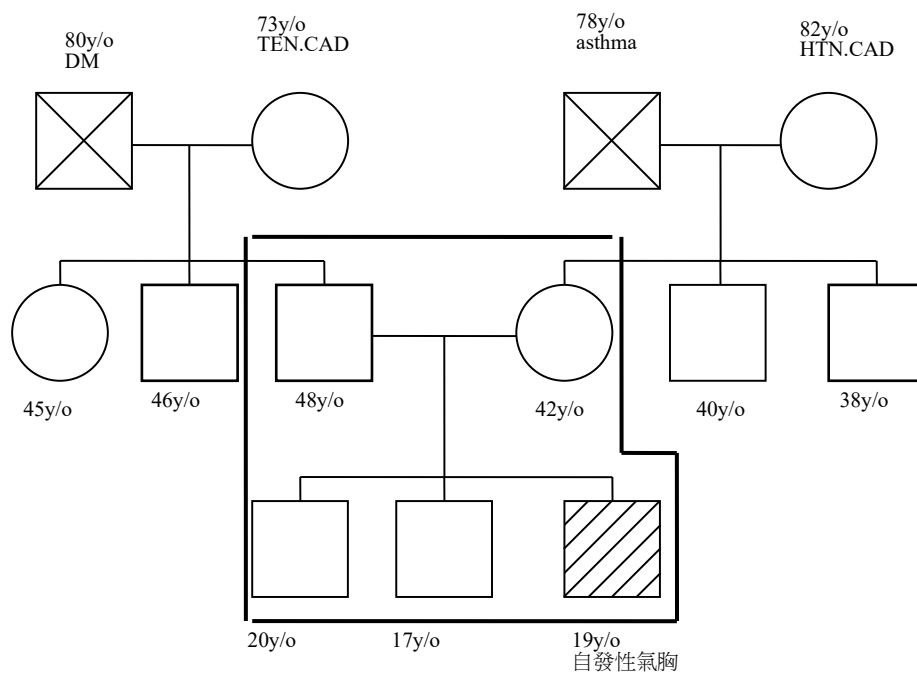 80y/o
DM
73y/o
TEN.CAD
78y/o
asthma
82y/o
HTN.CAD
45y/o
46y/o
48y/o
42y/o
40y/o
38y/o
20y/o
17y/o
19y/o
自發性氣胸